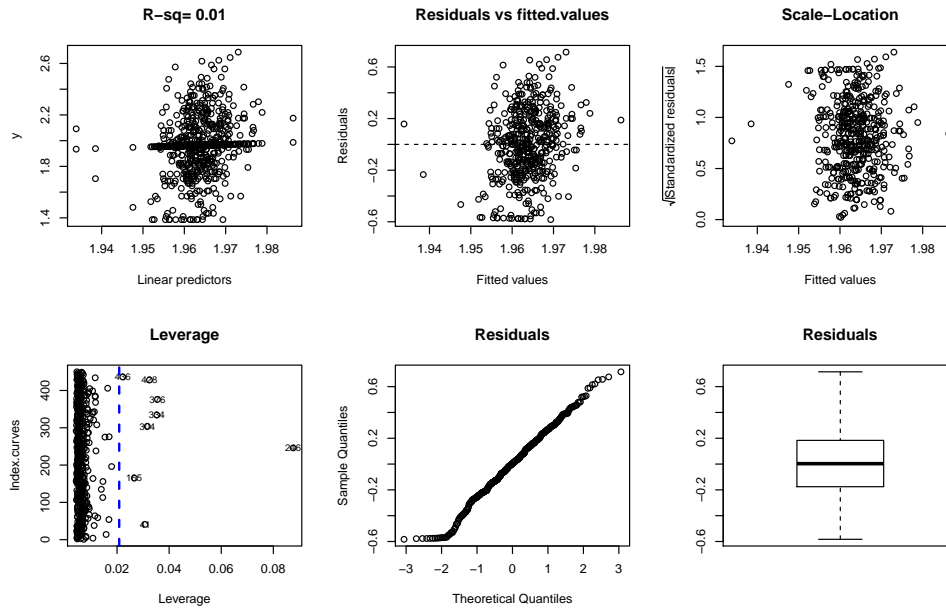 R-sq= 0.01
y
1.4 1.8 2.2 2.6
1.94 1.95 1.96 1.97 1.98
Linear predictors
Residuals vs fitted.values
Residuals
-0.6 -0.2 0.2 0.6
1.94 1.95 1.96 1.97 1.98
Fitted values
Scale-Location
√|Standardized residuals|
0.0 0.5 1.0 1.5
1.94 1.95 1.96 1.97 1.98
Fitted values
Leverage
Index.curves
0 100 200 300 400
428
304
165
0.02 0.04 0.06 0.08
Leverage
Residuals
Sample Quantiles
-0.6 -0.2 0.2 0.6
-3 -2 -1 0 1 2 3
Theoretical Quantiles
Residuals
-0.6 -0.2 0.2 0.6